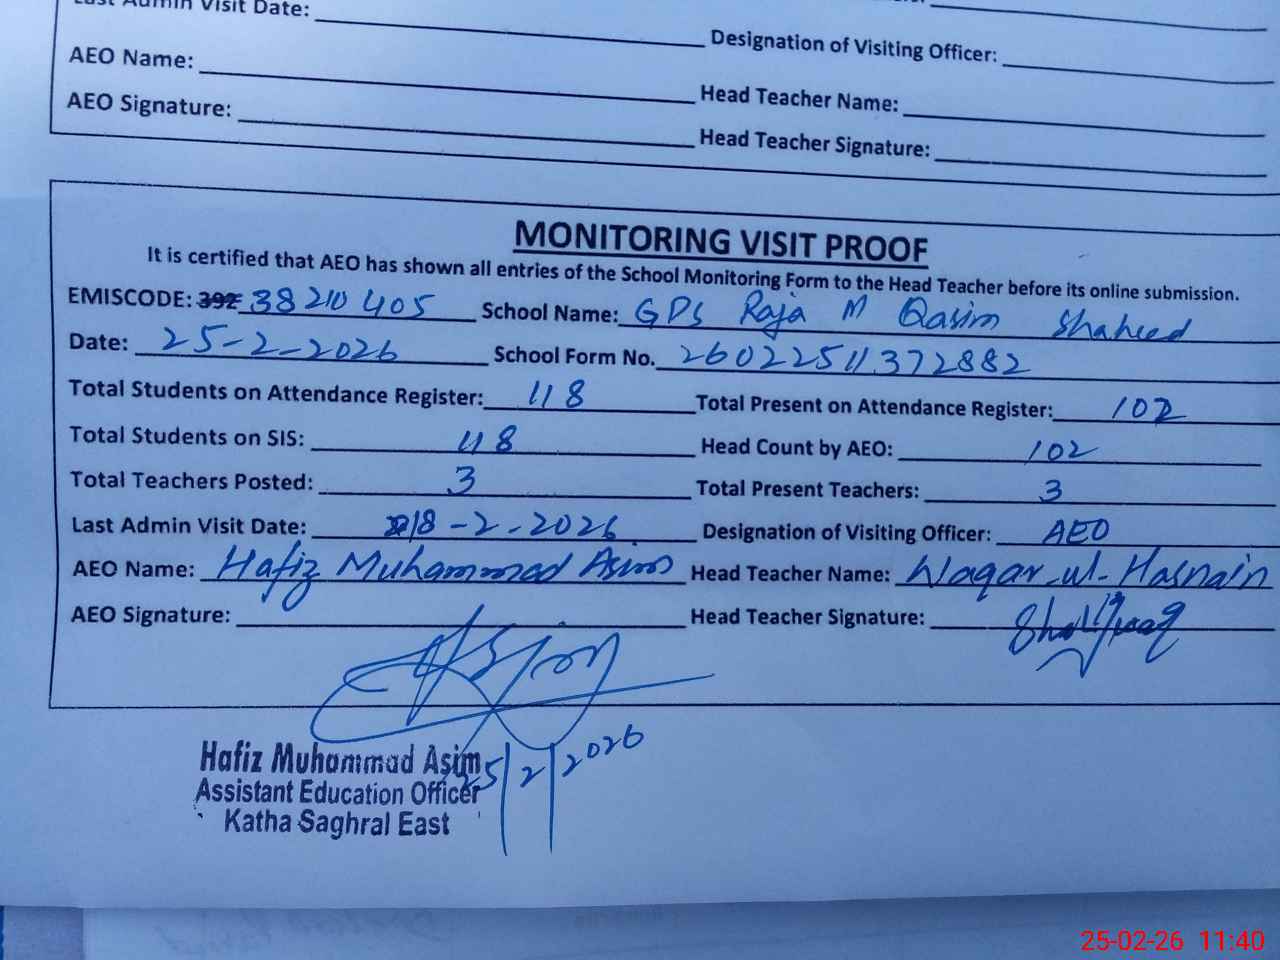 Last Admin Visit Date:
Designation of Visiting Officer:
AEO Name:
Head Teacher Name:
AEO Signature:
Head Teacher Signature:
MONITORING VISIT PROOF
It is certified that AEO has shown all entries of the School Monitoring Form to the Head Teacher before its online submission.
EMISCODE: 392 38210405 School Name: GPS Raja M Qasim Shaheed
Date: 25-2-2026 School Form No. 26022511372882
Total Students on Attendance Register: 118 Total Present on Attendance Register: 102
Total Students on SIS: 118 Head Count by AEO: 102
Total Teachers Posted: 3 Total Present Teachers: 3
Last Admin Visit Date: 18-2-2026 Designation of Visiting Officer: AEO
AEO Name: Hafiz Muhammad Asim Head Teacher Name: Waqar-ul-Hasnain
AEO Signature: Asim Head Teacher Signature:
25/2/2026
Hafiz Muhammad Asim
Assistant Education Officer
Katha Saghral East
25-02-26 11:40